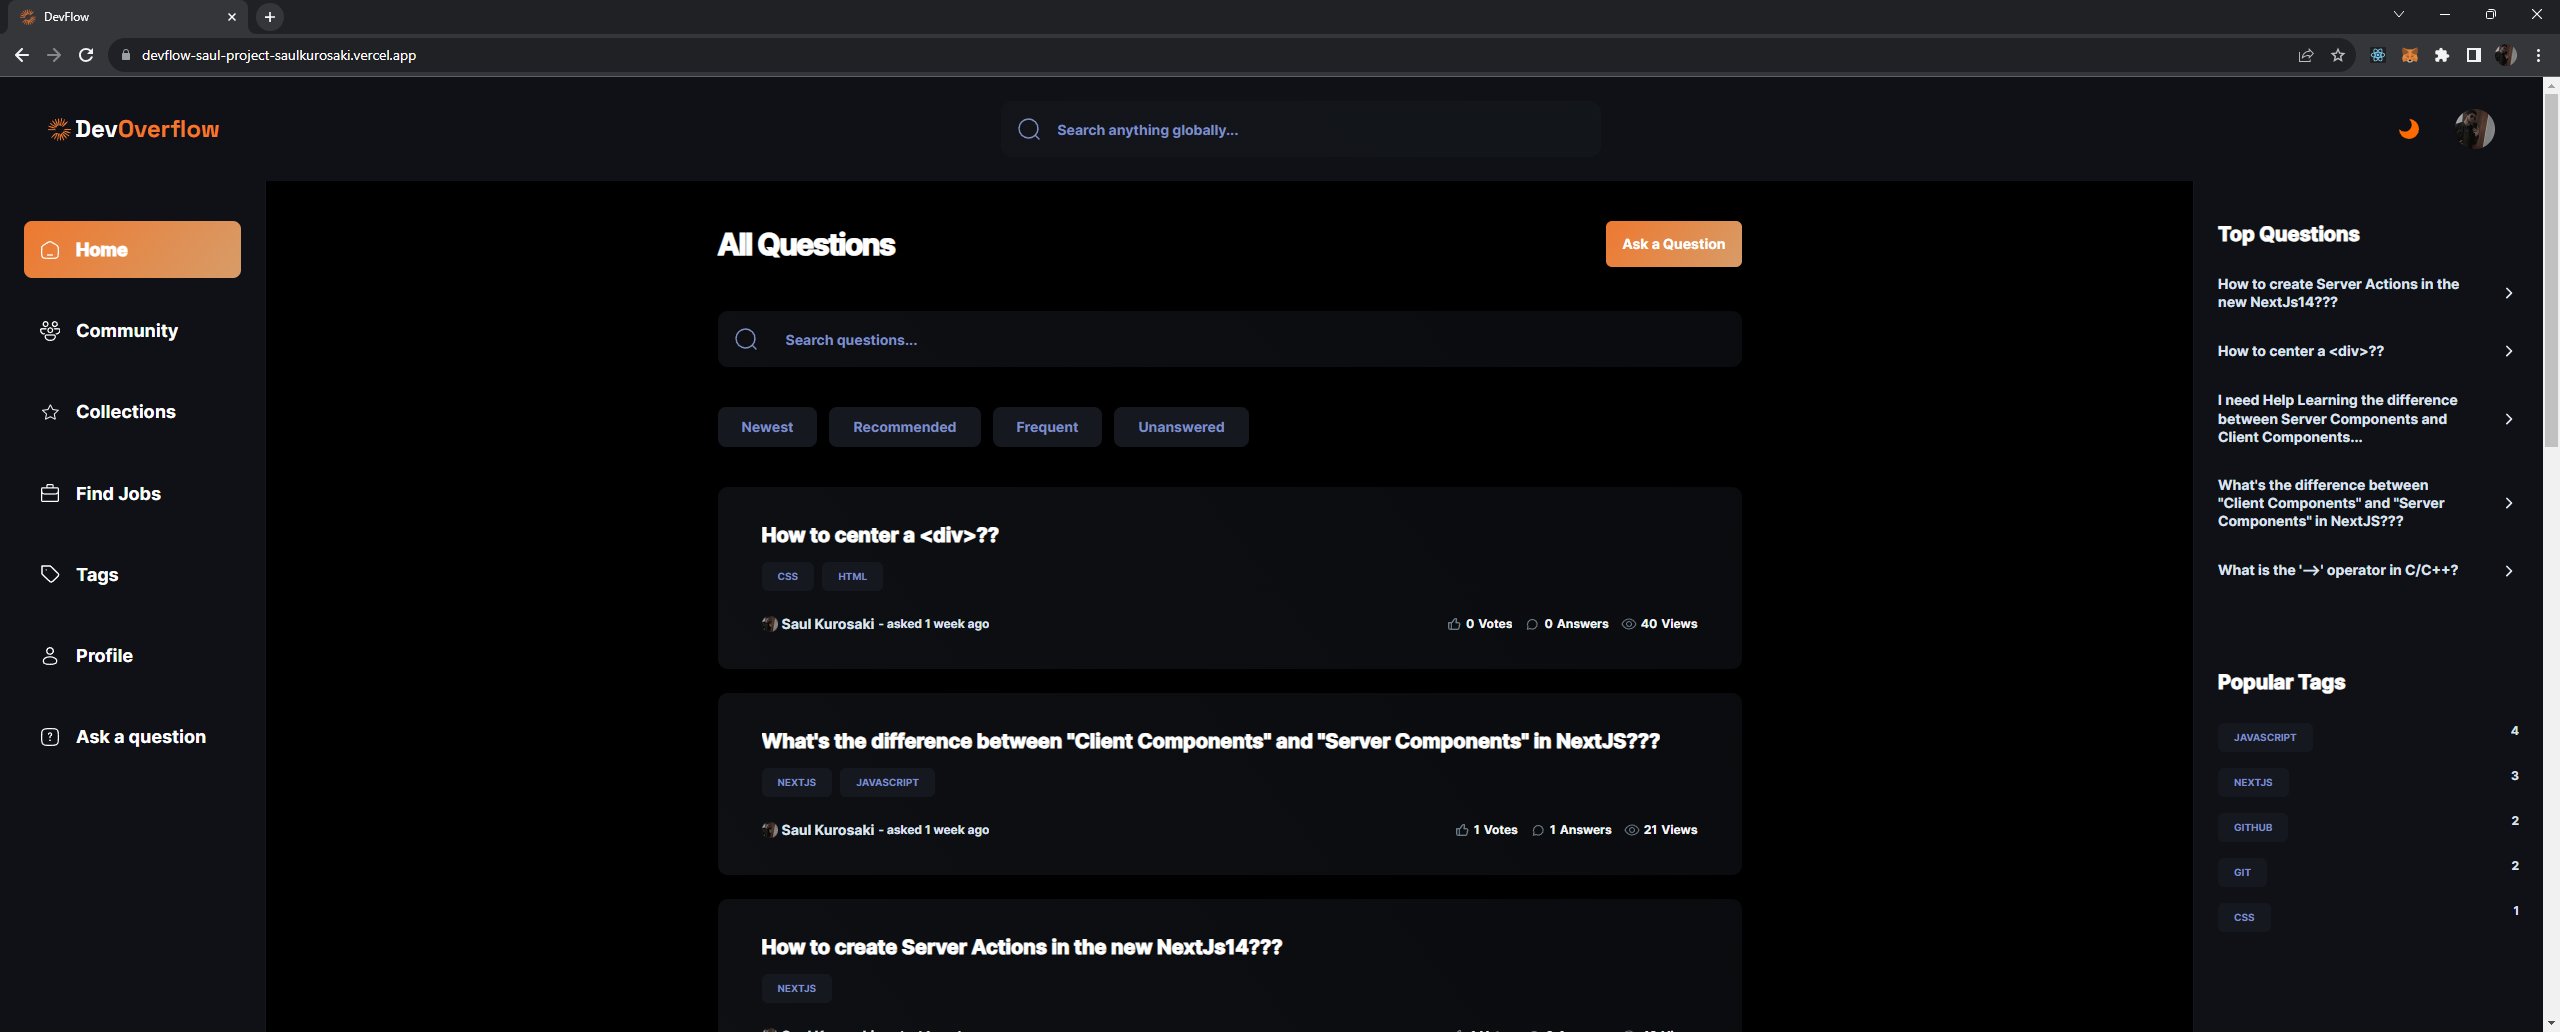 DevFlow
devflow-saul-project-saulkurosaki.vercel.app
DevOverflow
Search anything globally...
Home
Community
Collections
Find Jobs
Tags
Profile
Ask a question
All Questions
Ask a Question
Search questions...
Newest
Recommended
Frequent
Unanswered
How to center a <div>??
CSS
HTML
Saul Kurosaki - asked 1 week ago
0 Votes
0 Answers
40 Views
What's the difference between "Client Components" and "Server Components" in NextJS???
NEXTJS
JAVASCRIPT
Saul Kurosaki - asked 1 week ago
1 Votes
1 Answers
21 Views
How to create Server Actions in the new NextJs14???
NEXTJS
Top Questions
How to create Server Actions in the
new NextJs14???
How to center a <div>??
I need Help Learning the difference
between Server Components and
Client Components...
What's the difference between
"Client Components" and "Server
Components" in NextJS???
What is the '-->' operator in C/C++?
Popular Tags
JAVASCRIPT
4
NEXTJS
3
GITHUB
2
GIT
2
CSS
1